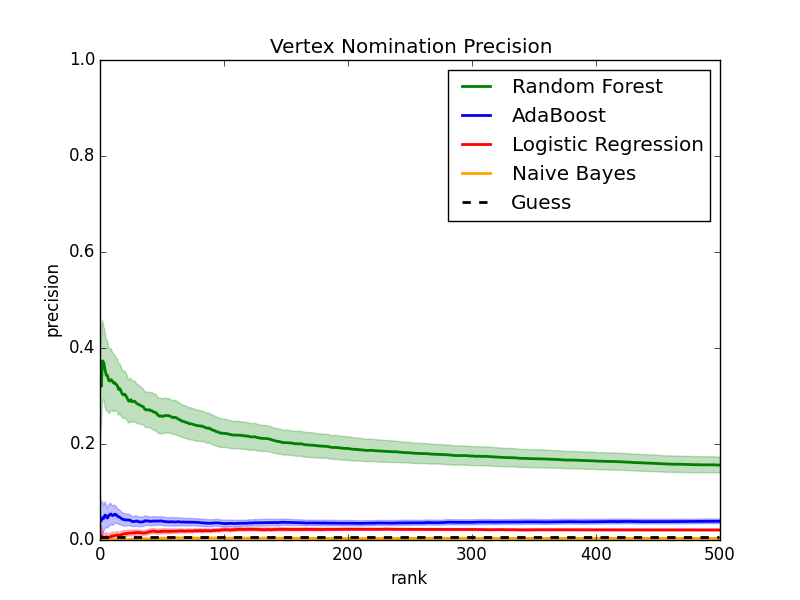 Vertex Nomination Precision
1.0
0.8
0.6
0.4
0.2
0.0
precision
Random Forest
AdaBoost
Logistic Regression
Naive Bayes
Guess
0 100 200 300 400 500
rank